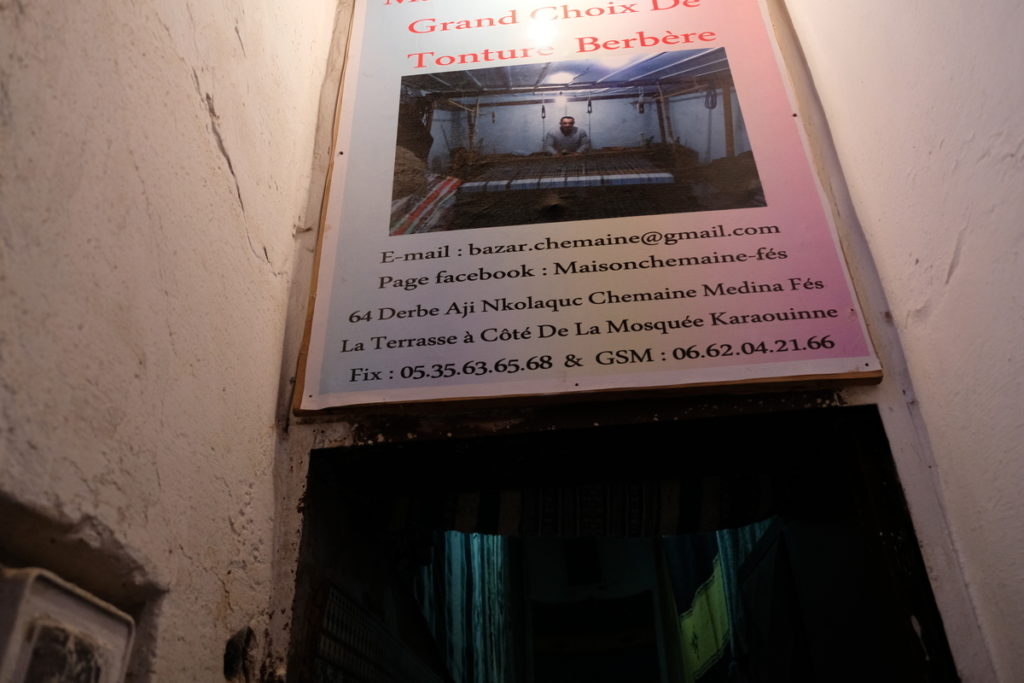 Grand Choix De
Tonture Berbère
E-mail : bazar.chemaine@gmail.com
Page facebook : Maisonchemaine-fés
64 Derbe Aji Nkolaquc Chemaine Medina Fés
La Terrasse à Côté De La Mosquée Karaouinne
Fix : 05.35.63.65.68 & GSM : 06.62.04.21.66